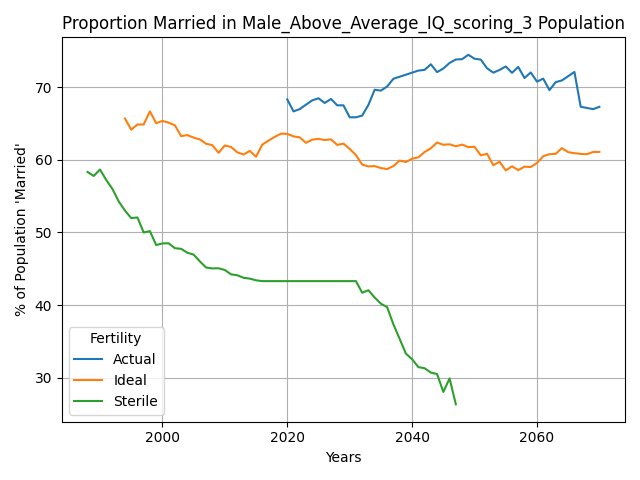 Proportion Married in Male_Above_Average_IQ_scoring_3 Population
% of Population 'Married'
70
60
50
40
30
Fertility
Actual
Ideal
Sterile
2000 2020 2040 2060
Years